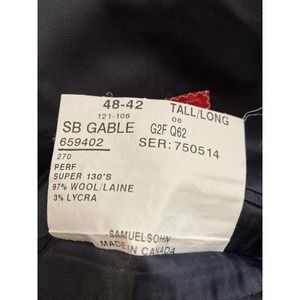 48-42 TALL/LONG
121-106 06
SB GABLE G2F Q62
659402 SER: 750514
270
PERF
SUPER 130'S
97% WOOL/LAINE
3% LYCRA
SAMUELSOHN
MADE IN CANADA